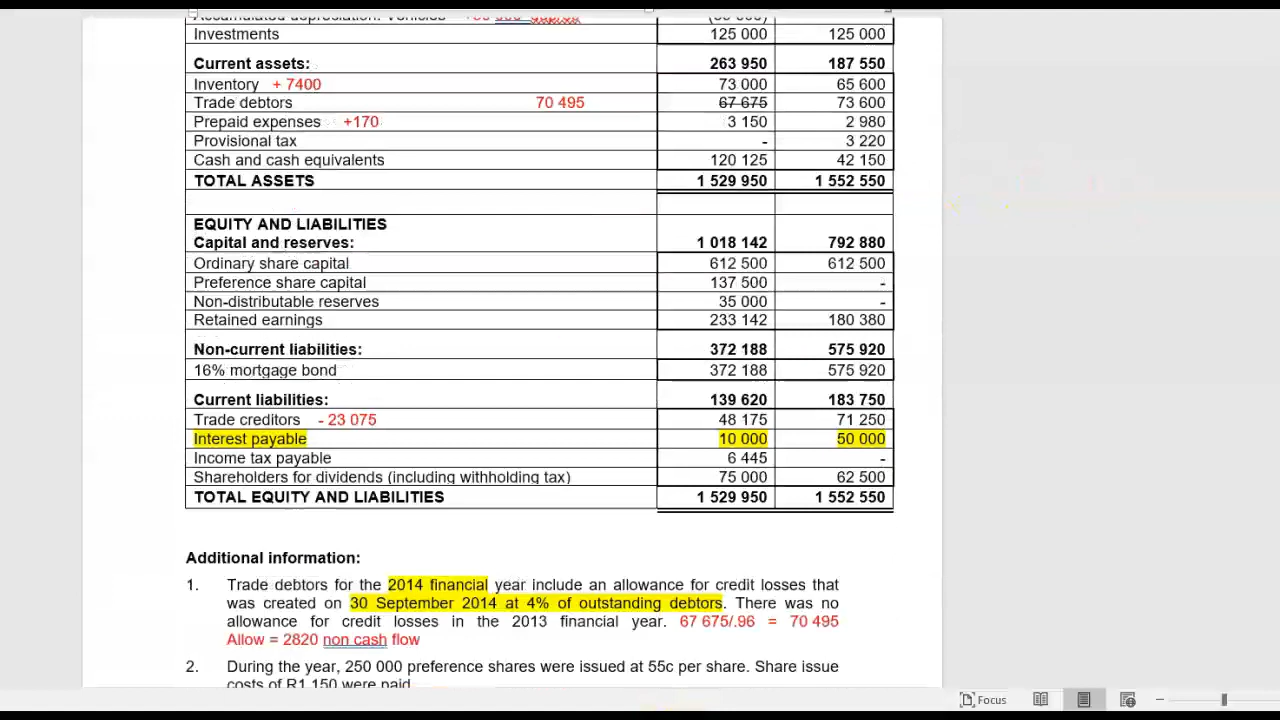 Accumulated depreciation: Vehicles
Investments 125 000 125 000
Current assets: 263 950 187 550
Inventory + 7400 73 000 65 600
Trade debtors 70 495 67 675 73 600
Prepaid expenses +170 3 150 2 980
Provisional tax - 3 220
Cash and cash equivalents 120 125 42 150
TOTAL ASSETS 1 529 950 1 552 550
EQUITY AND LIABILITIES
Capital and reserves: 1 018 142 792 880
Ordinary share capital 612 500 612 500
Preference share capital 137 500 -
Non-distributable reserves 35 000 -
Retained earnings 233 142 180 380
Non-current liabilities: 372 188 575 920
16% mortgage bond 372 188 575 920
Current liabilities: 139 620 183 750
Trade creditors - 23 075 48 175 71 250
Interest payable 10 000 50 000
Income tax payable 6 445 -
Shareholders for dividends (including withholding tax) 75 000 62 500
TOTAL EQUITY AND LIABILITIES 1 529 950 1 552 550
Additional information:
1. Trade debtors for the 2014 financial year include an allowance for credit losses that
was created on 30 September 2014 at 4% of outstanding debtors. There was no
allowance for credit losses in the 2013 financial year. 67 675/.96 = 70 495
Allow = 2820 non cash flow
2. During the year, 250 000 preference shares were issued at 55c per share. Share issue
costs of R1 150 were paid
Focus